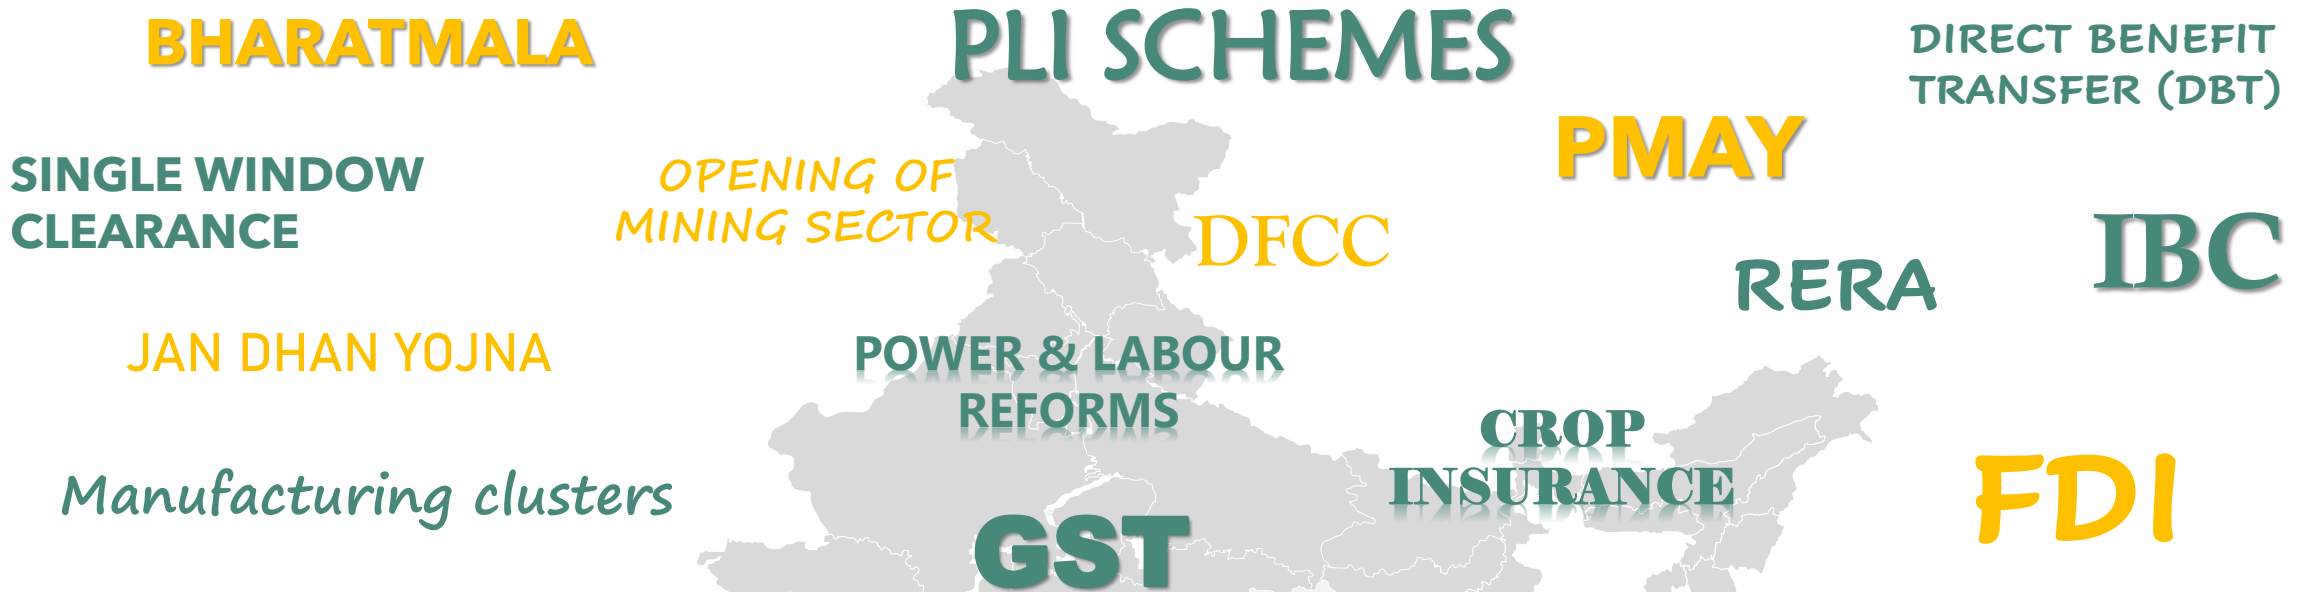 BHARATMALA
PLI SCHEMES
DIRECT BENEFIT
TRANSFER (DBT)
PMAY
SINGLE WINDOW
CLEARANCE
OPENING OF
MINING SECTOR
DFCC
IBC
RERA
JAN DHAN YOJNA
POWER & LABOUR
REFORMS
CROP
INSURANCE
Manufacturing clusters
FDI
GST